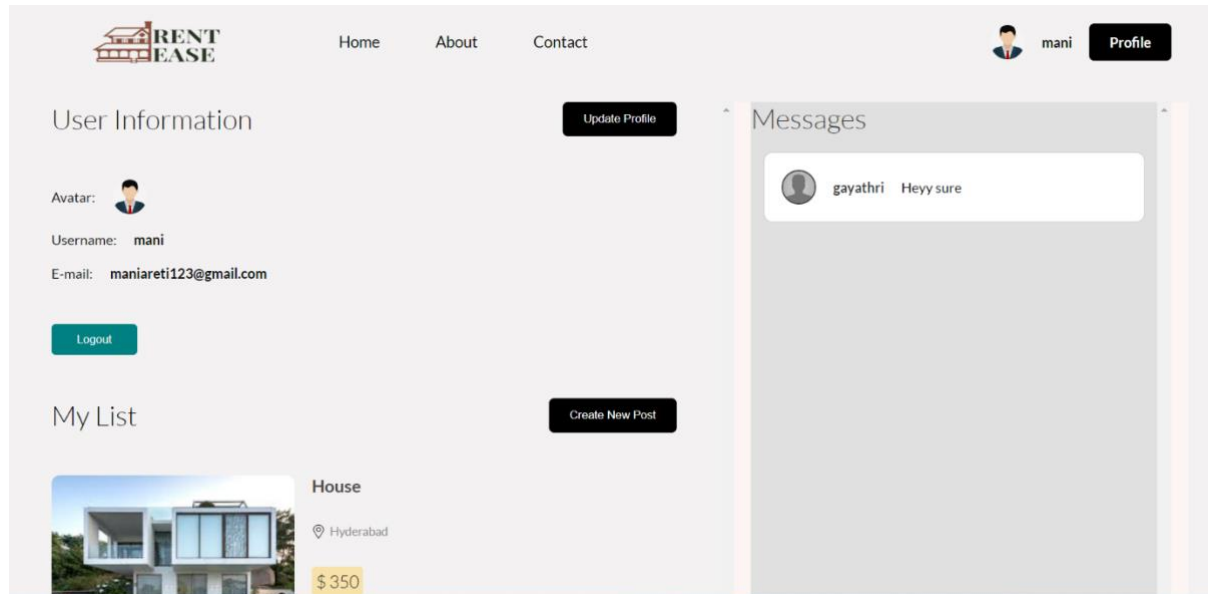 RENT
EASE
Home About Contact
mani Profile
User Information
Update Profile
Avatar:
Username: mani
E-mail: maniareti123@gmail.com
Logout
My List
Create New Post
House
Hyderabad
$ 350
Messages
gayathri Heyy sure